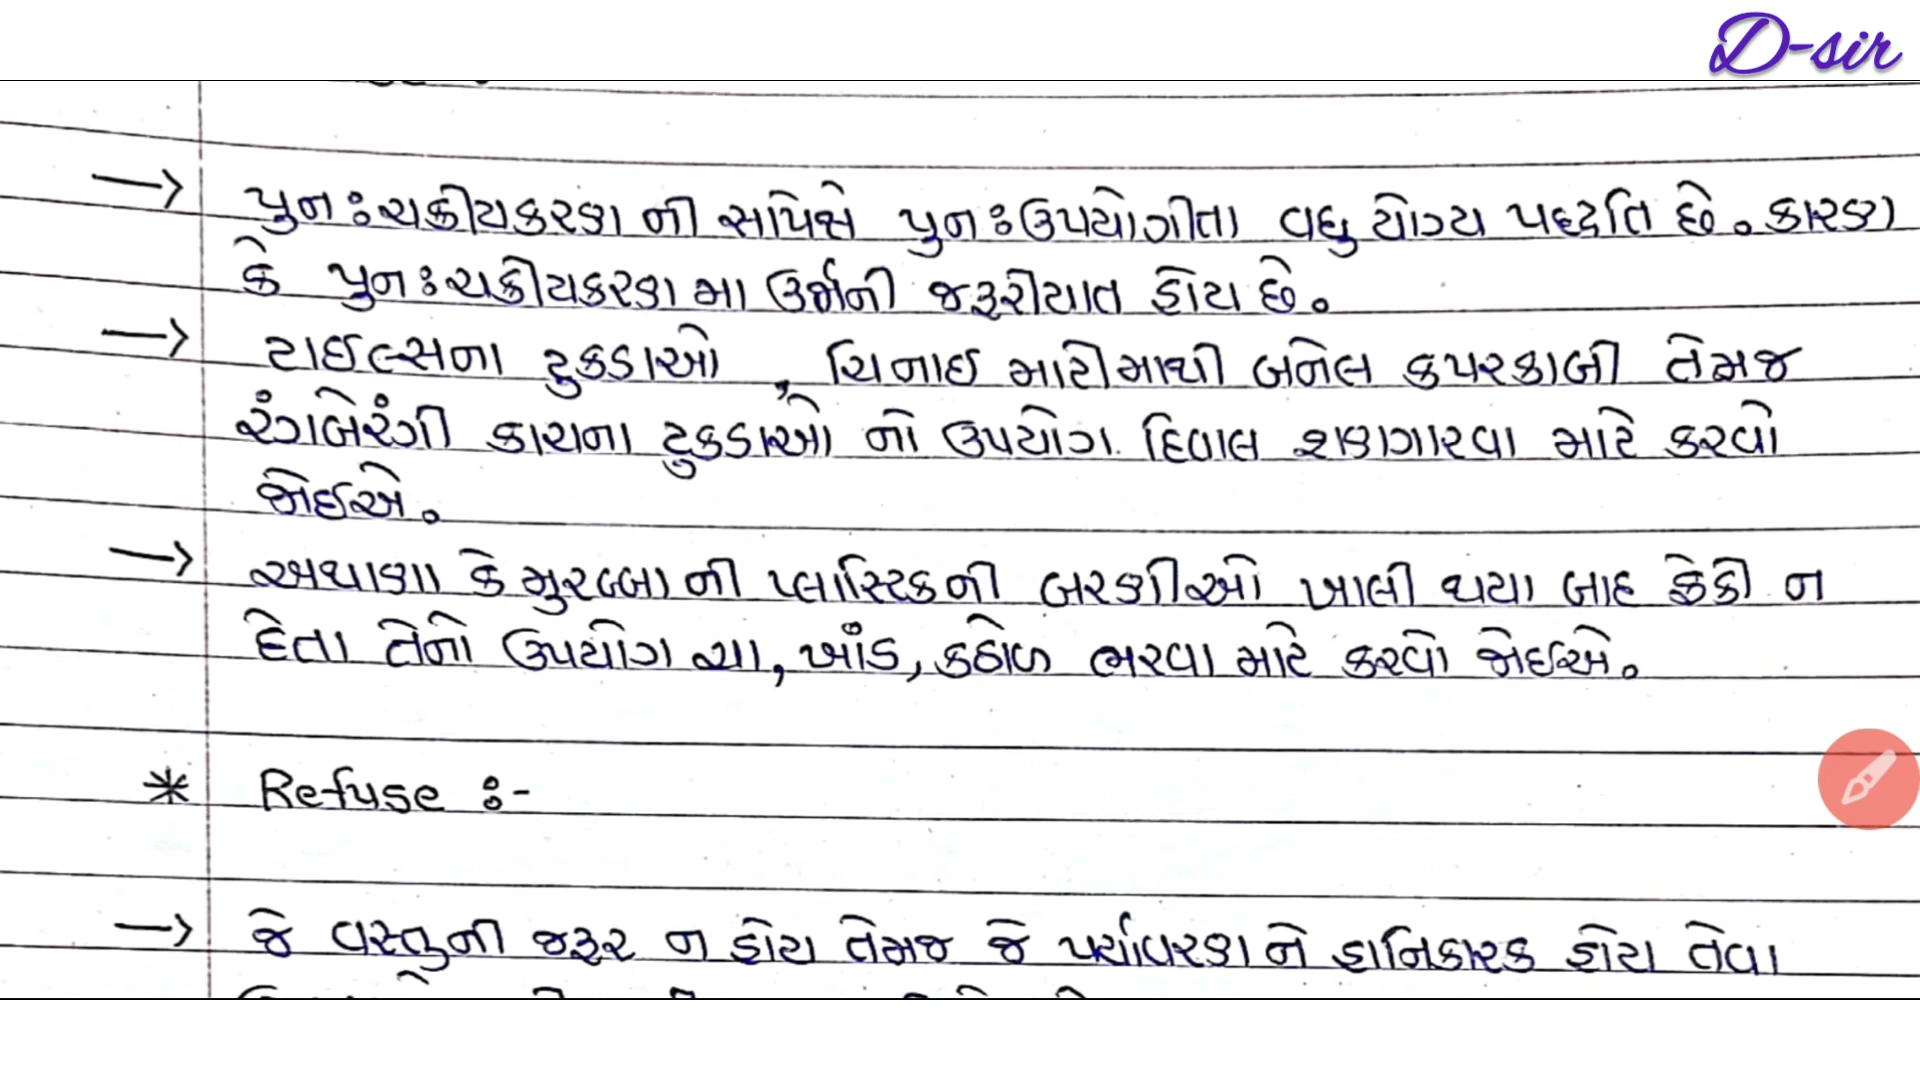 D-sir
→ પુનઃચક્રીયકરણ ની સાપેક્ષે પુનઃઉપયોગીતા વધુ યોગ્ય પધ્ધતિ છે. કારણ
કે પુનઃચક્રીયકરણ મા ઉર્જાની જરૂરીયાત હોય છે.
→ ટાઈલ્સના ટુકડાઓ , ચિનાઈ માટીમાથી બનેલ કપરકાબી તેમજ
રંગબેરંગી કાચના ટુકડાઓ નો ઉપયોગ દિવાલ શણગારવા માટે કરવો
જોઈએ.
→ અથાણા કે મુરબ્બા ની પ્લાસ્ટિકની બરણીઓ ખાલી થયા બાદ ફેકી ન
દેતા તેનો ઉપયોગ ચા, ખાંડ, કઠોળ ભરવા માટે કરવો જોઈએ.
* Refuse :-
→ જે વસ્તુની જરૂર ન હોય તેમજ જે પર્યાવરણ ને હાનિકારક હોય તેવા